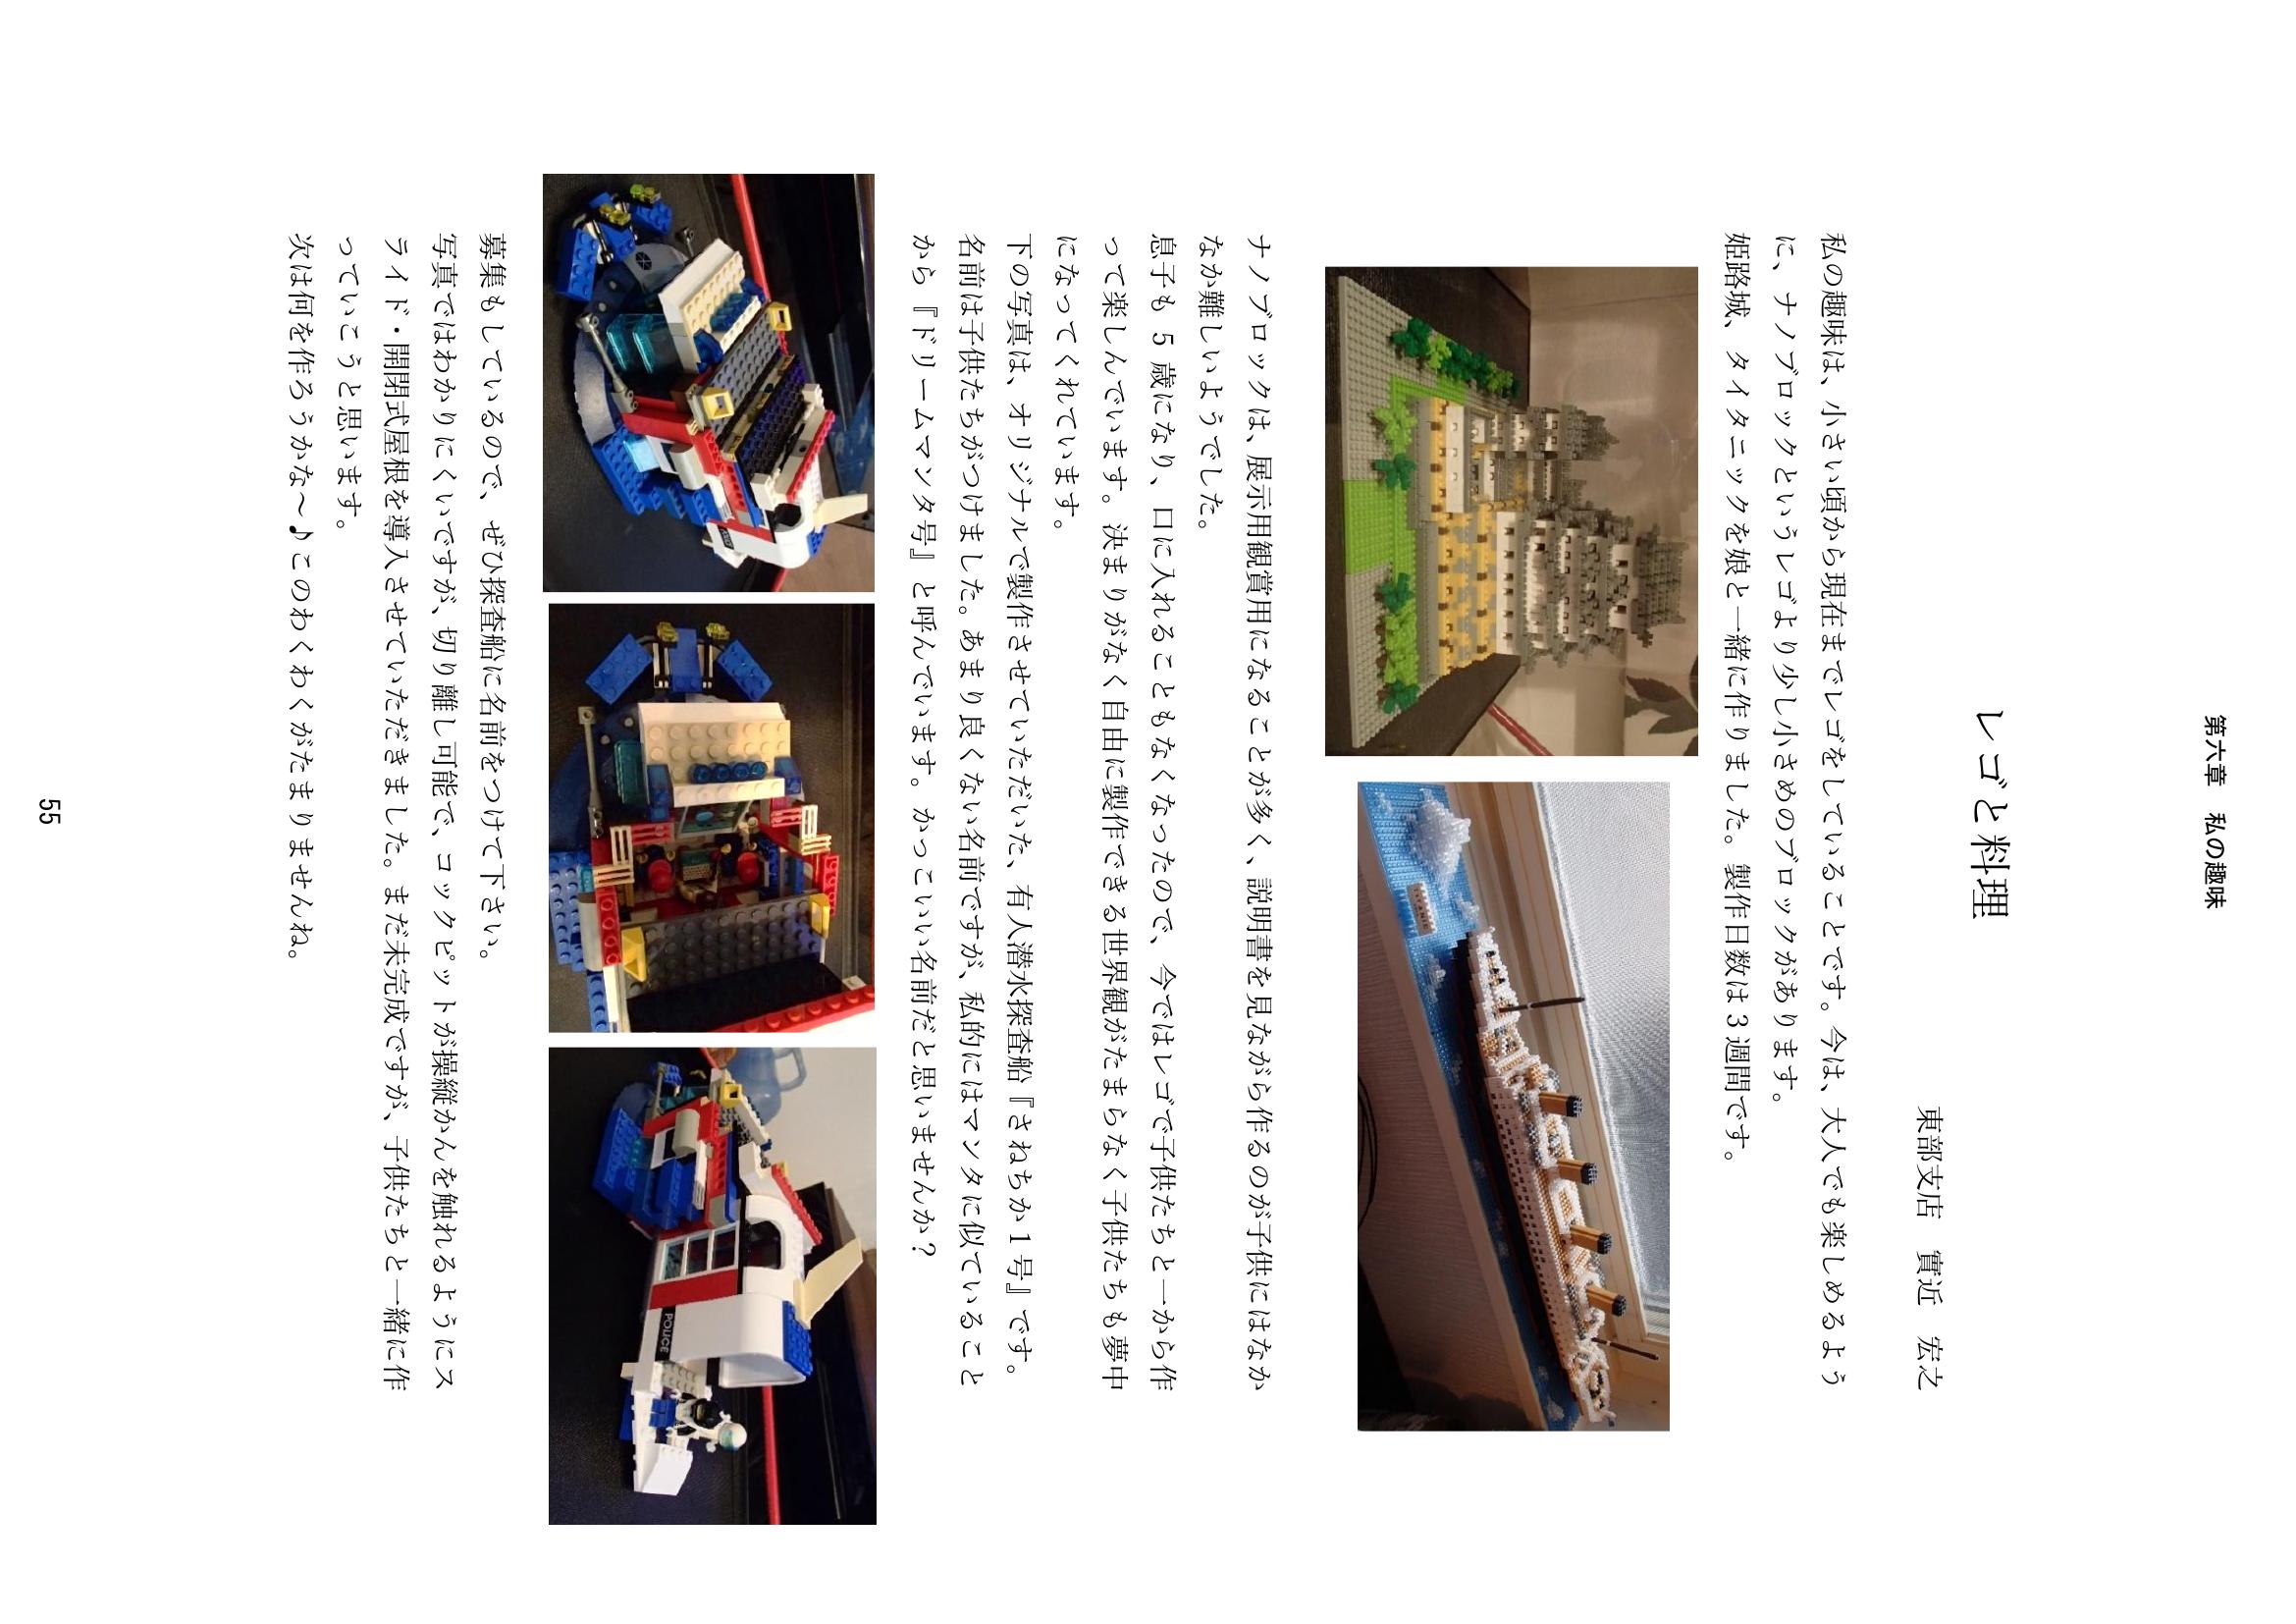 第六章　私の趣味
レゴと料理
東部支店　實近　宏之
私の趣味は、小さい頃から現在までレゴをしていることです。今は、大人でも楽しめるよう
に、ナノブロックというレゴより少し小さめのブロックがあります。
姫路城、タイタニックを娘と一緒に作りました。製作日数は3週間です。
TITANIC
ナノブロックは、展示用観賞用になることが多く、説明書を見ながら作るのが子供にはなか
なか難しいようでした。
息子も 5 歳になり、口に入れることもなくなったので、今ではレゴで子供たちと一から作
って楽しんでいます。決まりがなく自由に製作できる世界観がたまらなく子供たちも夢中
になってくれています。
下の写真は、オリジナルで製作させていただいた、有人潜水探査船『さねちか1号』です。
名前は子供たちがつけました。あまり良くない名前ですが、私的にはマンタに似ていること
から『ドリームマンタ号』と呼んでいます。かっこいい名前だと思いませんか？
POLICE
POLICE
募集もしているので、ぜひ探査船に名前をつけて下さい。
写真ではわかりにくいですが、切り離し可能で、コックピットが操縦かんを触れるようにス
ライド・開閉式屋根を導入させていただきました。まだ未完成ですが、子供たちと一緒に作
っていこうと思います。
次は何を作ろうかな～♪このわくわくがたまりませんね。
55